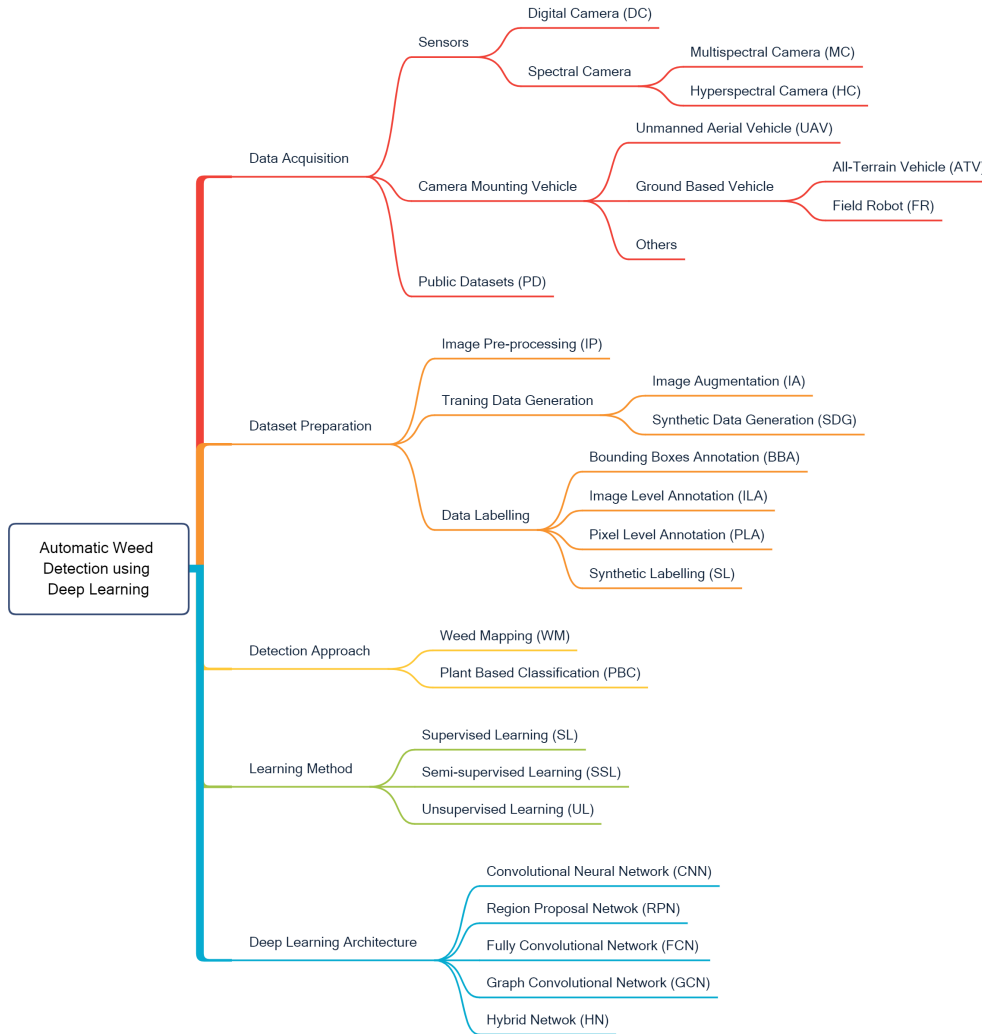 Automatic Weed
Detection using
Deep Learning
Data Acquisition
Sensors
Digital Camera (DC)
Spectral Camera
Multispectral Camera (MC)
Hyperspectral Camera (HC)
Camera Mounting Vehicle
Unmanned Aerial Vehicle (UAV)
Ground Based Vehicle
All-Terrain Vehicle (ATV)
Field Robot (FR)
Others
Public Datasets (PD)
Dataset Preparation
Image Pre-processing (IP)
Traning Data Generation
Image Augmentation (IA)
Synthetic Data Generation (SDG)
Data Labelling
Bounding Boxes Annotation (BBA)
Image Level Annotation (ILA)
Pixel Level Annotation (PLA)
Synthetic Labelling (SL)
Detection Approach
Weed Mapping (WM)
Plant Based Classification (PBC)
Learning Method
Supervised Learning (SL)
Semi-supervised Learning (SSL)
Unsupervised Learning (UL)
Deep Learning Architecture
Convolutional Neural Network (CNN)
Region Proposal Netwok (RPN)
Fully Convolutional Network (FCN)
Graph Convolutional Network (GCN)
Hybrid Netwok (HN)